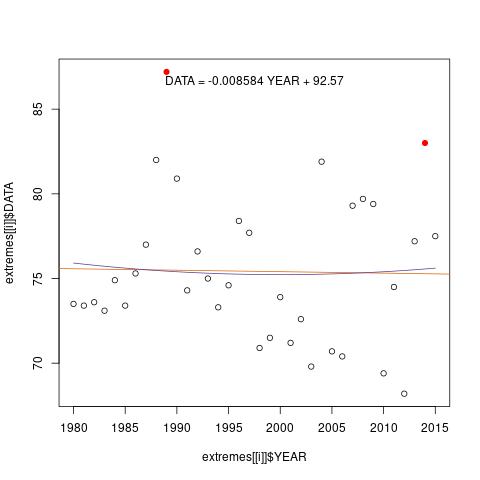 DATA = -0.008584 YEAR + 92.57
extremes[[i]]$DATA
85
80
75
70
1980 1985 1990 1995 2000 2005 2010 2015
extremes[[i]]$YEAR